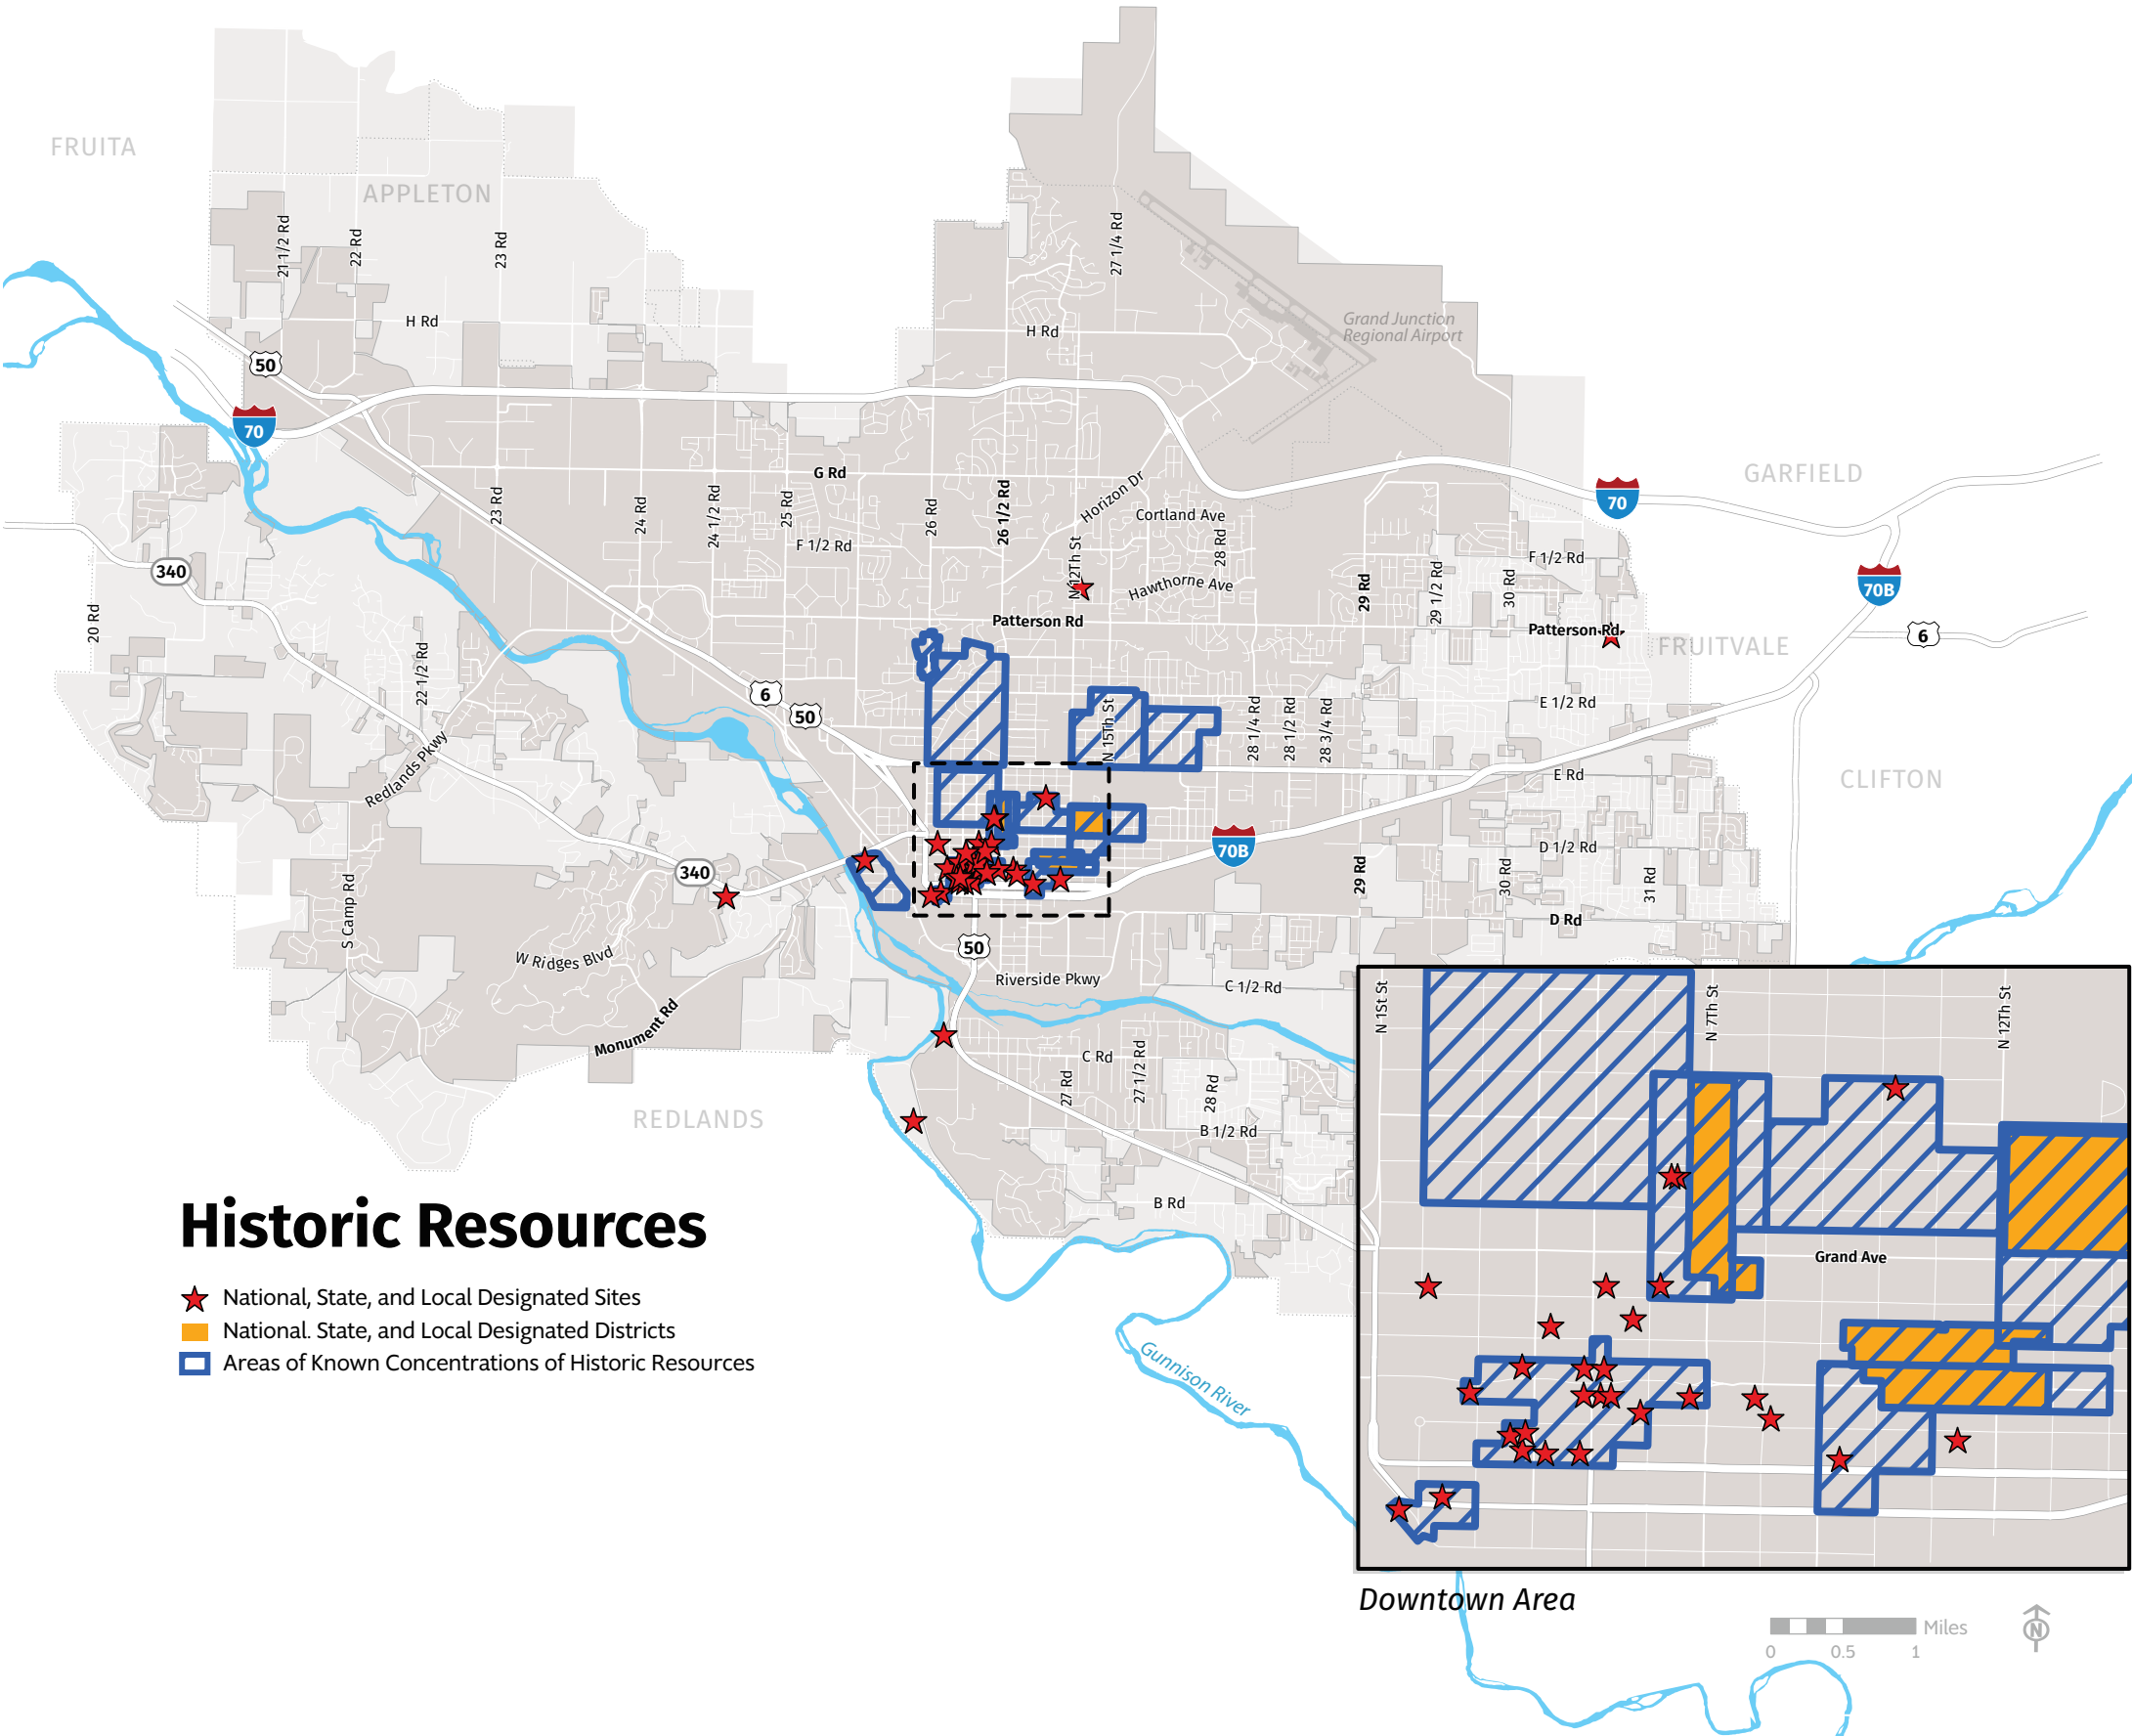 FRUITA
APPLETON
21 1/2 Rd
22 Rd
23 Rd
27 1/4 Rd
H Rd
H Rd
Grand Junction
Regional Airport
50
70
G Rd
GARFIELD
70
23 Rd
24 Rd
24 1/2 Rd
25 Rd
26 Rd
26 1/2 Rd
Horizon Dr
Cortland Ave
F 1/2 Rd
28 Rd
F 1/2 Rd
N 12Th St
Hawthorne Ave
340
20 Rd
29 Rd
29 1/2 Rd
30 Rd
70B
Patterson Rd
Patterson Rd
6
FRUITVALE
22 1/2 Rd
6
50
N 15Th St
28 1/4 Rd
28 1/2 Rd
28 3/4 Rd
E 1/2 Rd
Redlands Pkwy
E Rd
CLIFTON
70B
D 1/2 Rd
340
29 Rd
30 Rd
31 Rd
S Camp Rd
D Rd
W Ridges Blvd
50
Riverside Pkwy
C 1/2 Rd
Monument Rd
C Rd
27 Rd
27 1/2 Rd
28 Rd
REDLANDS
B 1/2 Rd
B Rd
N 1St St
N 7Th St
N 12Th St
Grand Ave
Historic Resources
National, State, and Local Designated Sites
National. State, and Local Designated Districts
Areas of Known Concentrations of Historic Resources
Gunnison River
Downtown Area
Miles
0 0.5 1
N